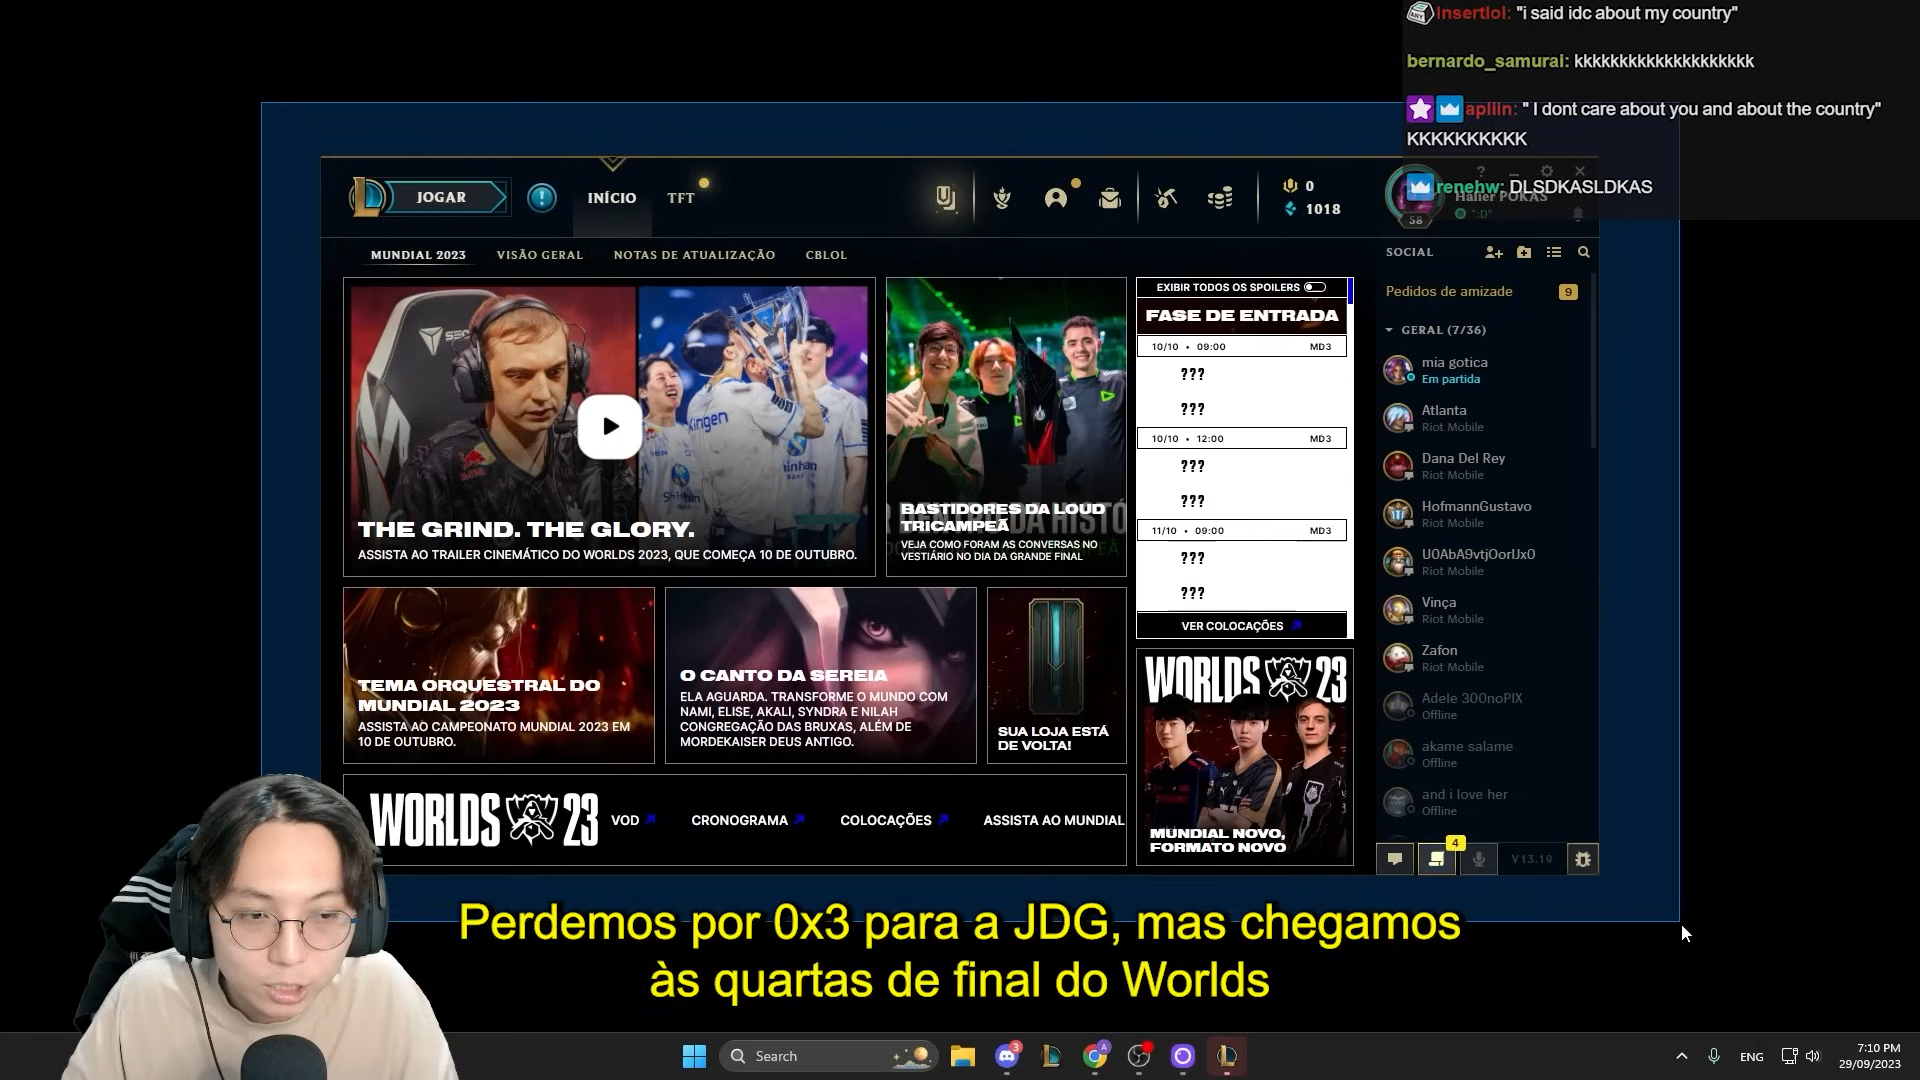 Insertlol: "i said idc about my country"
bernardo_samurai: kkkkkkkkkkkkkkkkkkkk
apliin: " I dont care about you and about the country"
KKKKKKKKKK
renehw: DLSDKASLDKAS
JOGAR
INÍCIO
TFT
0
1018
58
Halier POKAS
":D"
MUNDIAL 2023
VISÃO GERAL
NOTAS DE ATUALIZAÇÃO
CBLOL
SOCIAL
THE GRIND. THE GLORY.
ASSISTA AO TRAILER CINEMÁTICO DO WORLDS 2023, QUE COMEÇA 10 DE OUTUBRO.
BASTIDORES DA LOUD
TRICAMPEÃ
VEJA COMO FORAM AS CONVERSAS NO
VESTIÁRIO NO DIA DA GRANDE FINAL
EXIBIR TODOS OS SPOILERS
FASE DE ENTRADA
10/10 • 09:00 MD3
???
???
10/10 • 12:00 MD3
???
???
11/10 • 09:00 MD3
???
???
VER COLOCAÇÕES
TEMA ORQUESTRAL DO
MUNDIAL 2023
ASSISTA AO CAMPEONATO MUNDIAL 2023 EM
10 DE OUTUBRO.
O CANTO DA SEREIA
ELA AGUARDA. TRANSFORME O MUNDO COM
NAMI, ELISE, AKALI, SYNDRA E NILAH
CONGREGAÇÃO DAS BRUXAS, ALÉM DE
MORDEKAISER DEUS ANTIGO.
SUA LOJA ESTÁ
DE VOLTA!
WORLDS 23
MUNDIAL NOVO,
FORMATO NOVO
WORLDS 23
VOD
CRONOGRAMA
COLOCAÇÕES
ASSISTA AO MUNDIAL
Pedidos de amizade
9
GERAL (7/36)
mia gotica
Em partida
Atlanta
Riot Mobile
Dana Del Rey
Riot Mobile
HofmannGustavo
Riot Mobile
Riot Mobile
Vinça
Riot Mobile
Zafon
Riot Mobile
Adele 300noPIX
Offline
akame salame
Offline
and i love her
Offline
4
V13.19
Perdemos por 0x3 para a JDG, mas chegamos
às quartas de final do Worlds
Search
3
A
ENG
7:10 PM
29/09/2023